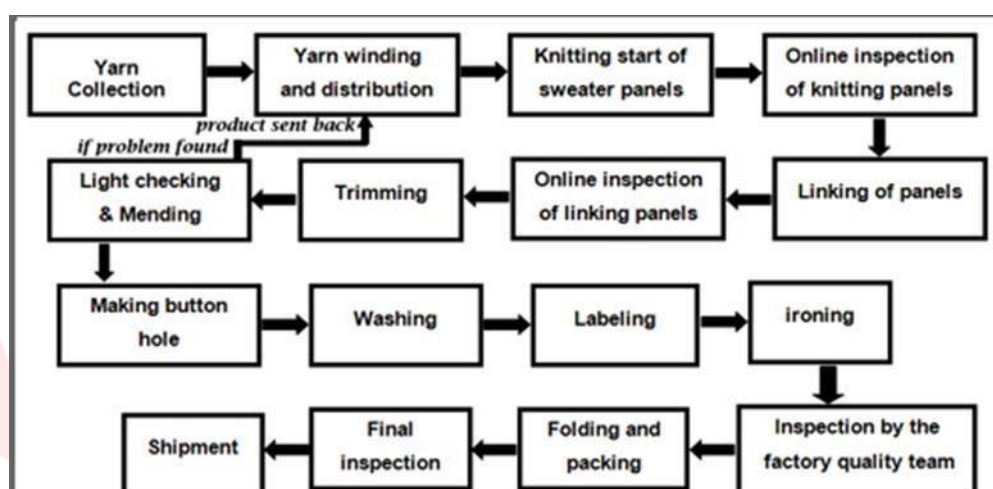 Yarn
Collection
Yarn winding
and distribution
Knitting start of
sweater panels
Online inspection
of knitting panels
product sent back
if problem found
Light checking
& Mending
Trimming
Online inspection
of linking panels
Linking of panels
Making button
hole
Washing
Labeling
ironing
Shipment
Final
inspection
Folding and
packing
Inspection by the
factory quality team